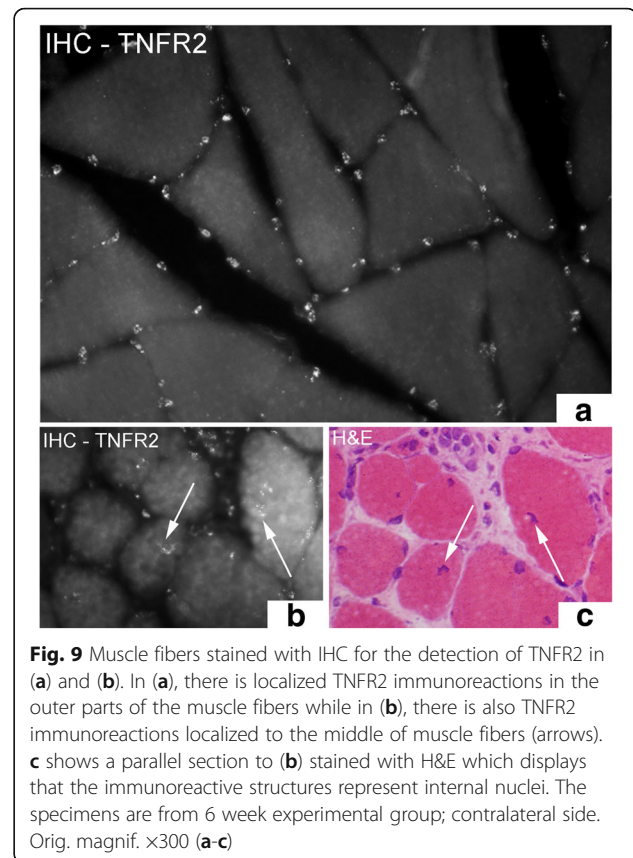 IHC - TNFR2
a
IHC - TNFR2
b
H&E
c
Fig. 9 Muscle fibers stained with IHC for the detection of TNFR2 in
(a) and (b). In (a), there is localized TNFR2 immunoreactions in the
outer parts of the muscle fibers while in (b), there is also TNFR2
immunoreactions localized to the middle of muscle fibers (arrows).
c shows a parallel section to (b) stained with H&E which displays
that the immunoreactive structures represent internal nuclei. The
specimens are from 6 week experimental group; contralateral side.
Orig. magnif. ×300 (a-c)